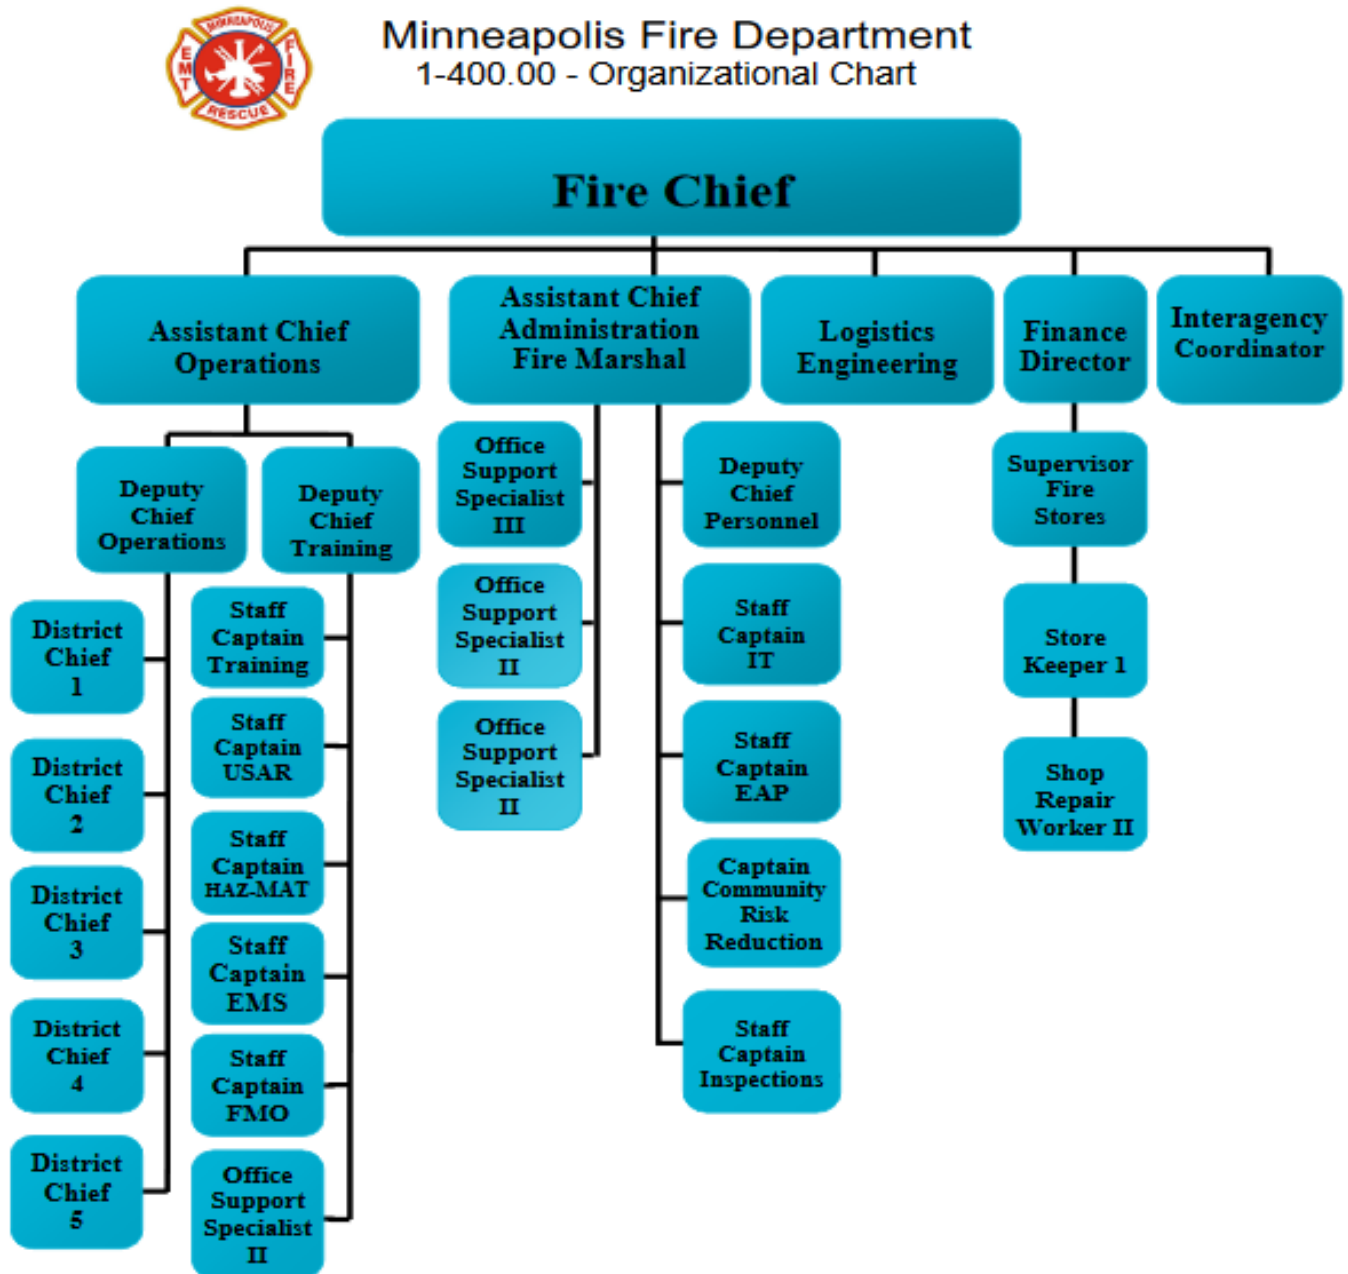 MINNEAPOLIS
EMT
FIRE
RESCUE
Minneapolis Fire Department
1-400.00 - Organizational Chart
Fire Chief
Assistant Chief
Operations
Assistant Chief
Administration
Fire Marshal
Logistics
Engineering
Finance
Director
Interagency
Coordinator
Deputy
Chief
Operations
Deputy
Chief
Training
District
Chief
1
District
Chief
2
District
Chief
3
District
Chief
4
District
Chief
5
Staff
Captain
Training
Staff
Captain
USAR
Staff
Captain
HAZ-MAT
Staff
Captain
EMS
Staff
Captain
FMO
Office
Support
Specialist
II
Office
Support
Specialist
III
Office
Support
Specialist
II
Office
Support
Specialist
II
Deputy
Chief
Personnel
Staff
Captain
IT
Staff
Captain
EAP
Captain
Community
Risk
Reduction
Staff
Captain
Inspections
Supervisor
Fire
Stores
Store
Keeper 1
Shop
Repair
Worker II